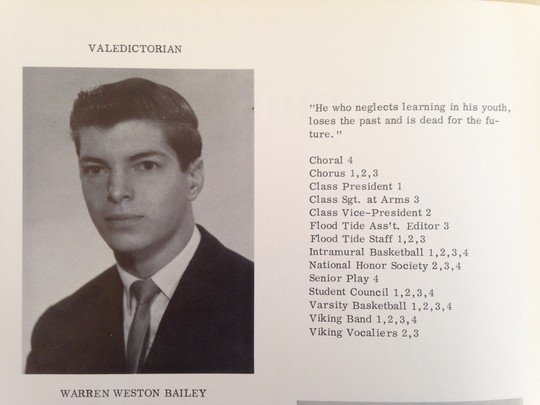 VALEDICTORIAN
"He who neglects learning in his youth,
loses the past and is dead for the fu-
ture."
Choral 4
Chorus 1,2,3
Class President 1
Class Sgt. at Arms 3
Class Vice-President 2
Flood Tide Ass't. Editor 3
Flood Tide Staff 1,2,3
Intramural Basketball 1,2,3,4
National Honor Society 2,3,4
Senior Play 4
Student Council 1,2,3,4
Varsity Basketball 1,2,3,4
Viking Band 1,2,3,4
Viking Vocaliers 2,3
WARREN WESTON BAILEY